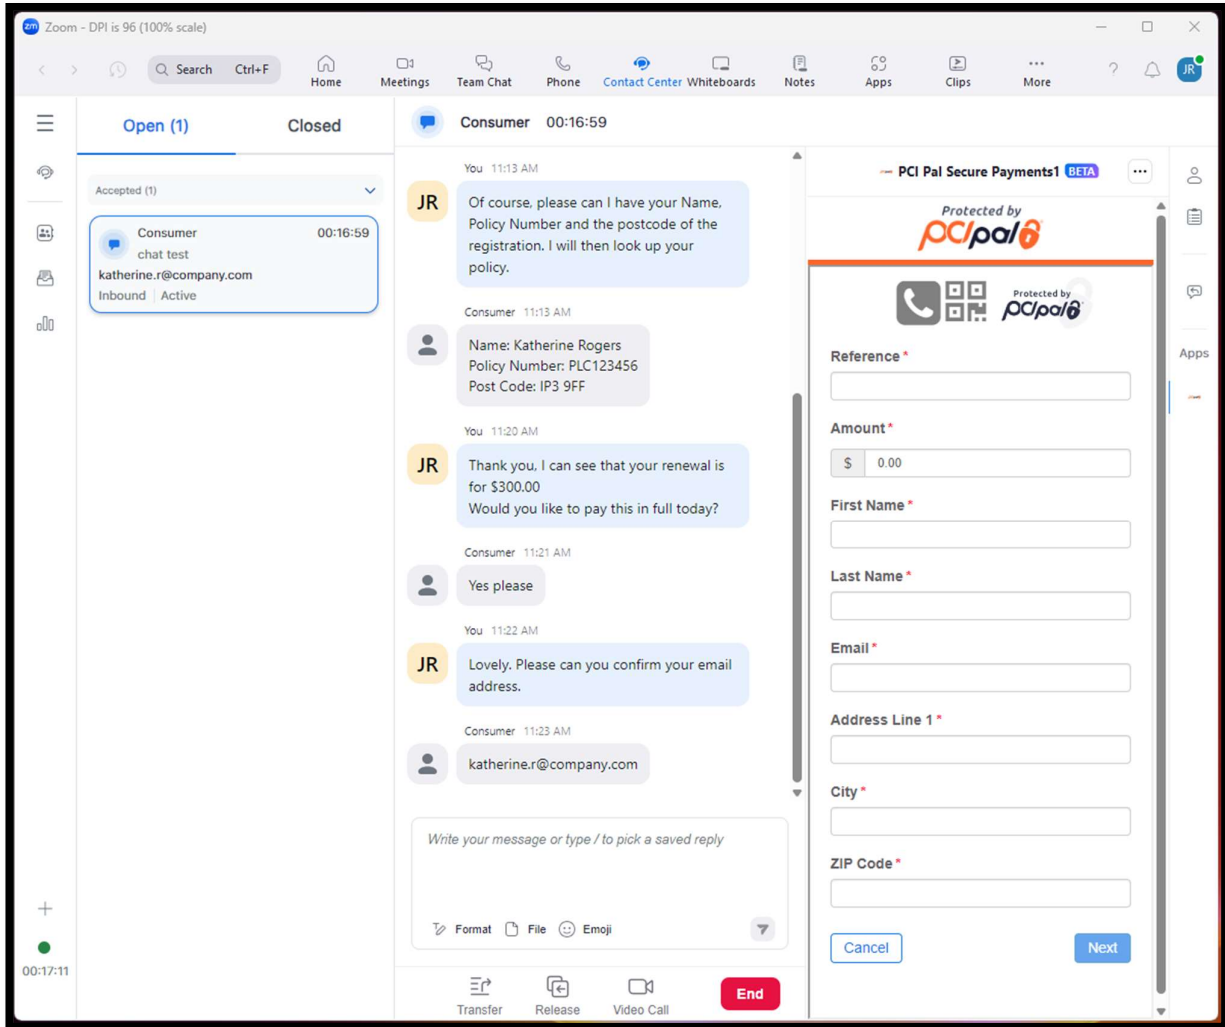 zm Zoom - DPI is 96 (100% scale)
Search Ctrl+F
Home
Meetings
Team Chat
Phone
Contact Center
Whiteboards
Notes
Apps
Clips
More
?
JR
Open (1)
Closed
Accepted (1)
Consumer 00:16:59
chat test
katherine.r@company.com
Inbound | Active
00:17:11
Consumer 00:16:59
You 11:13 AM
JR
Of course, please can I have your Name,
Policy Number and the postcode of the
registration. I will then look up your
policy.
Consumer 11:13 AM
Name: Katherine Rogers
Policy Number: PLC123456
Post Code: IP3 9FF
You 11:20 AM
JR
Thank you, I can see that your renewal is
for $300.00
Would you like to pay this in full today?
Consumer 11:21 AM
Yes please
You 11:22 AM
JR
Lovely. Please can you confirm your email
address.
Consumer 11:23 AM
katherine.r@company.com
Write your message or type / to pick a saved reply
Format
File
Emoji
Transfer
Release
Video Call
End
PCI Pal Secure Payments1 BETA
Protected by
pcipal
Protected by
pcipal
Reference *
Amount *
$ 0.00
First Name *
Last Name *
Email *
Address Line 1 *
City *
ZIP Code *
Cancel
Next
Apps